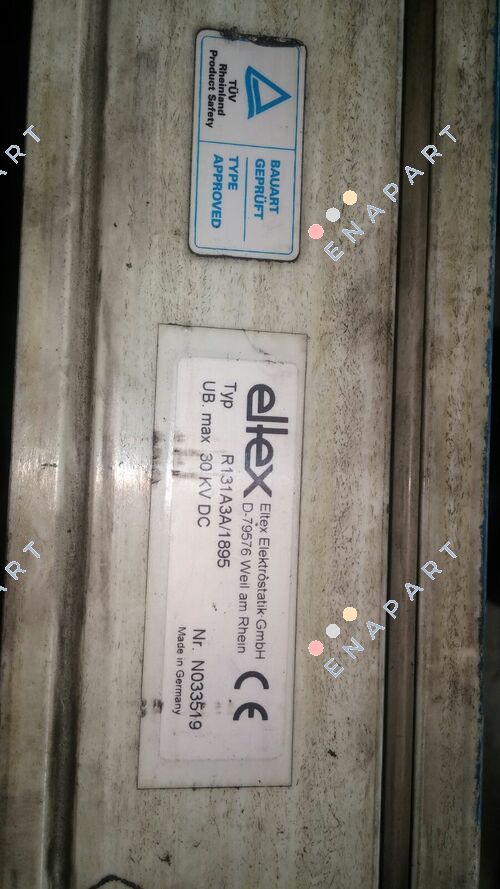 TÜV
Rheinland
Product Safety
BAUART
GEPRÜFT
TYPE
APPROVED
eltex
Eltex Elektrostatik GmbH
D-79576 Weil am Rhein
CE
Typ R131A3A/1895
UB. max 30 KV DC
Nr. N033519
Made in Germany
ENAPART
ENAPART